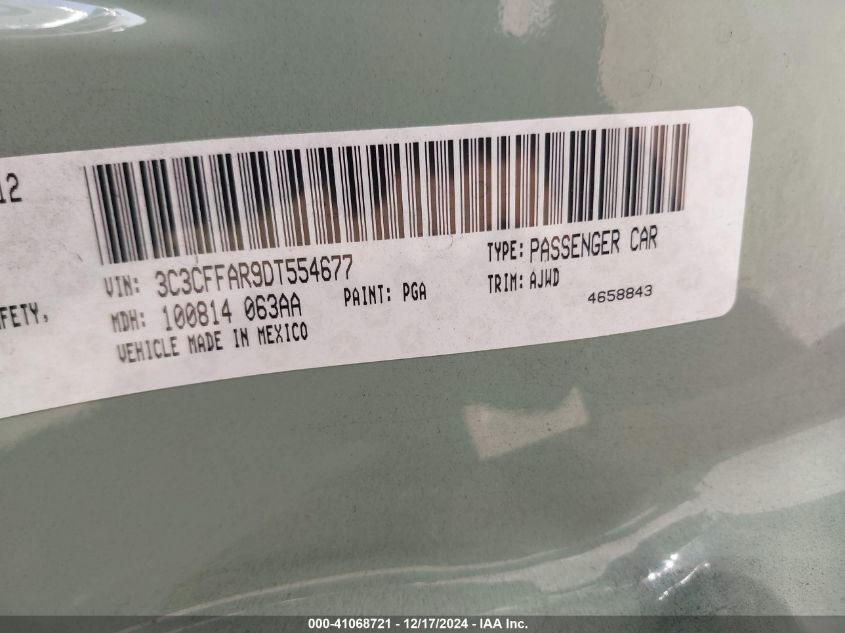 12
VIN: 3C3CFFAR9DT554677
TYPE: PASSENGER CAR
FETY,
MDH: 100814 063AA
PAINT: PGA
TRIM: AJWD
4658843
VEHICLE MADE IN MEXICO
000-41068721 - 12/17/2024 - IAA Inc.